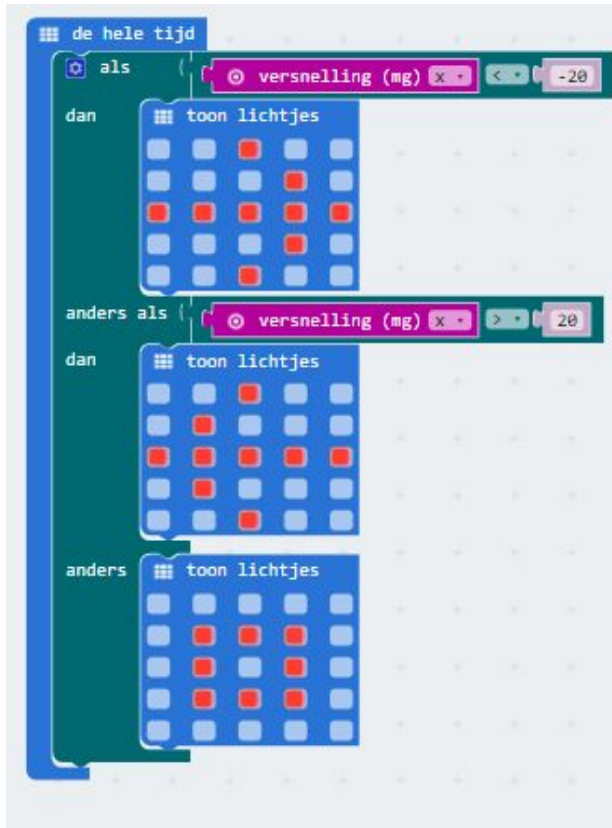 de hele tijd
als ( versnelling (mg) x < -20
dan toon lichtjes
anders als ( versnelling (mg) x > 20
dan toon lichtjes
anders toon lichtjes